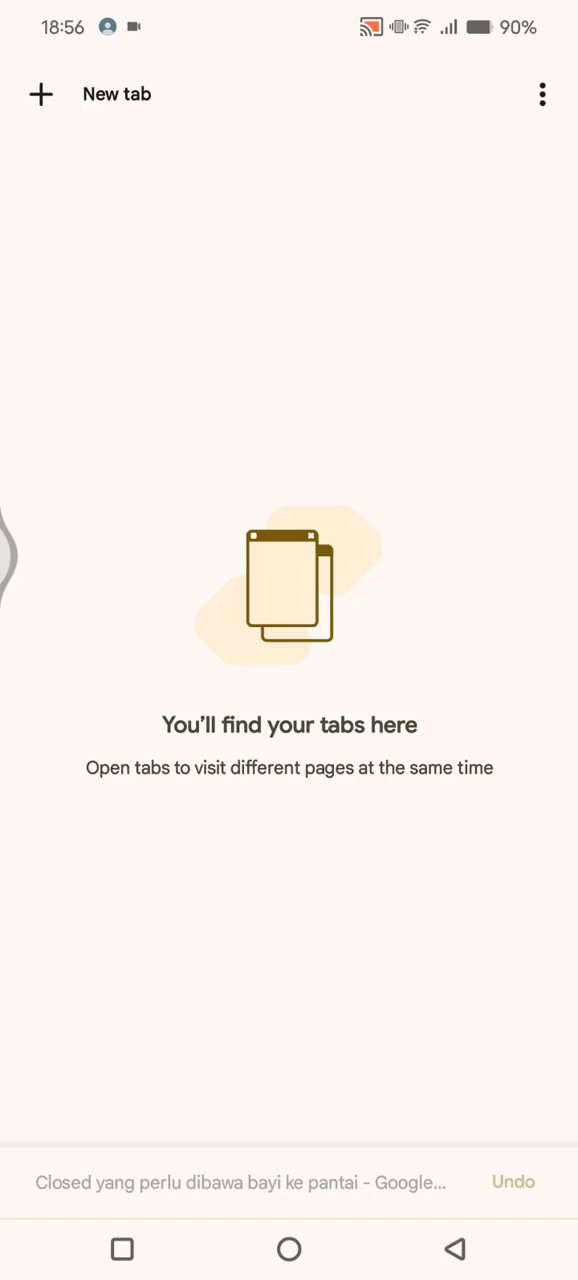 18:56
90%
New tab
You’ll find your tabs here
Open tabs to visit different pages at the same time
Closed yang perlu dibawa bayi ke pantai - Google...
Undo